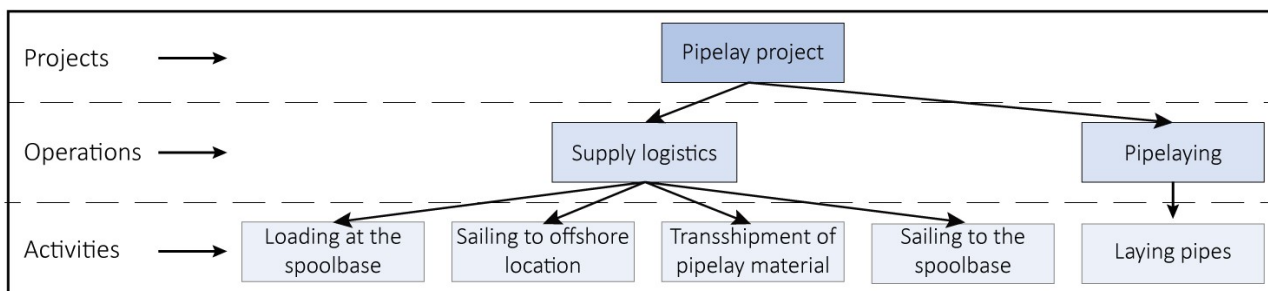 Projects
Pipelay project
Operations
Supply logistics
Pipelaying
Activities
Loading at the
spoolbase
Sailing to offshore
location
Transshipment of
pipelay material
Sailing to the
spoolbase
Laying pipes